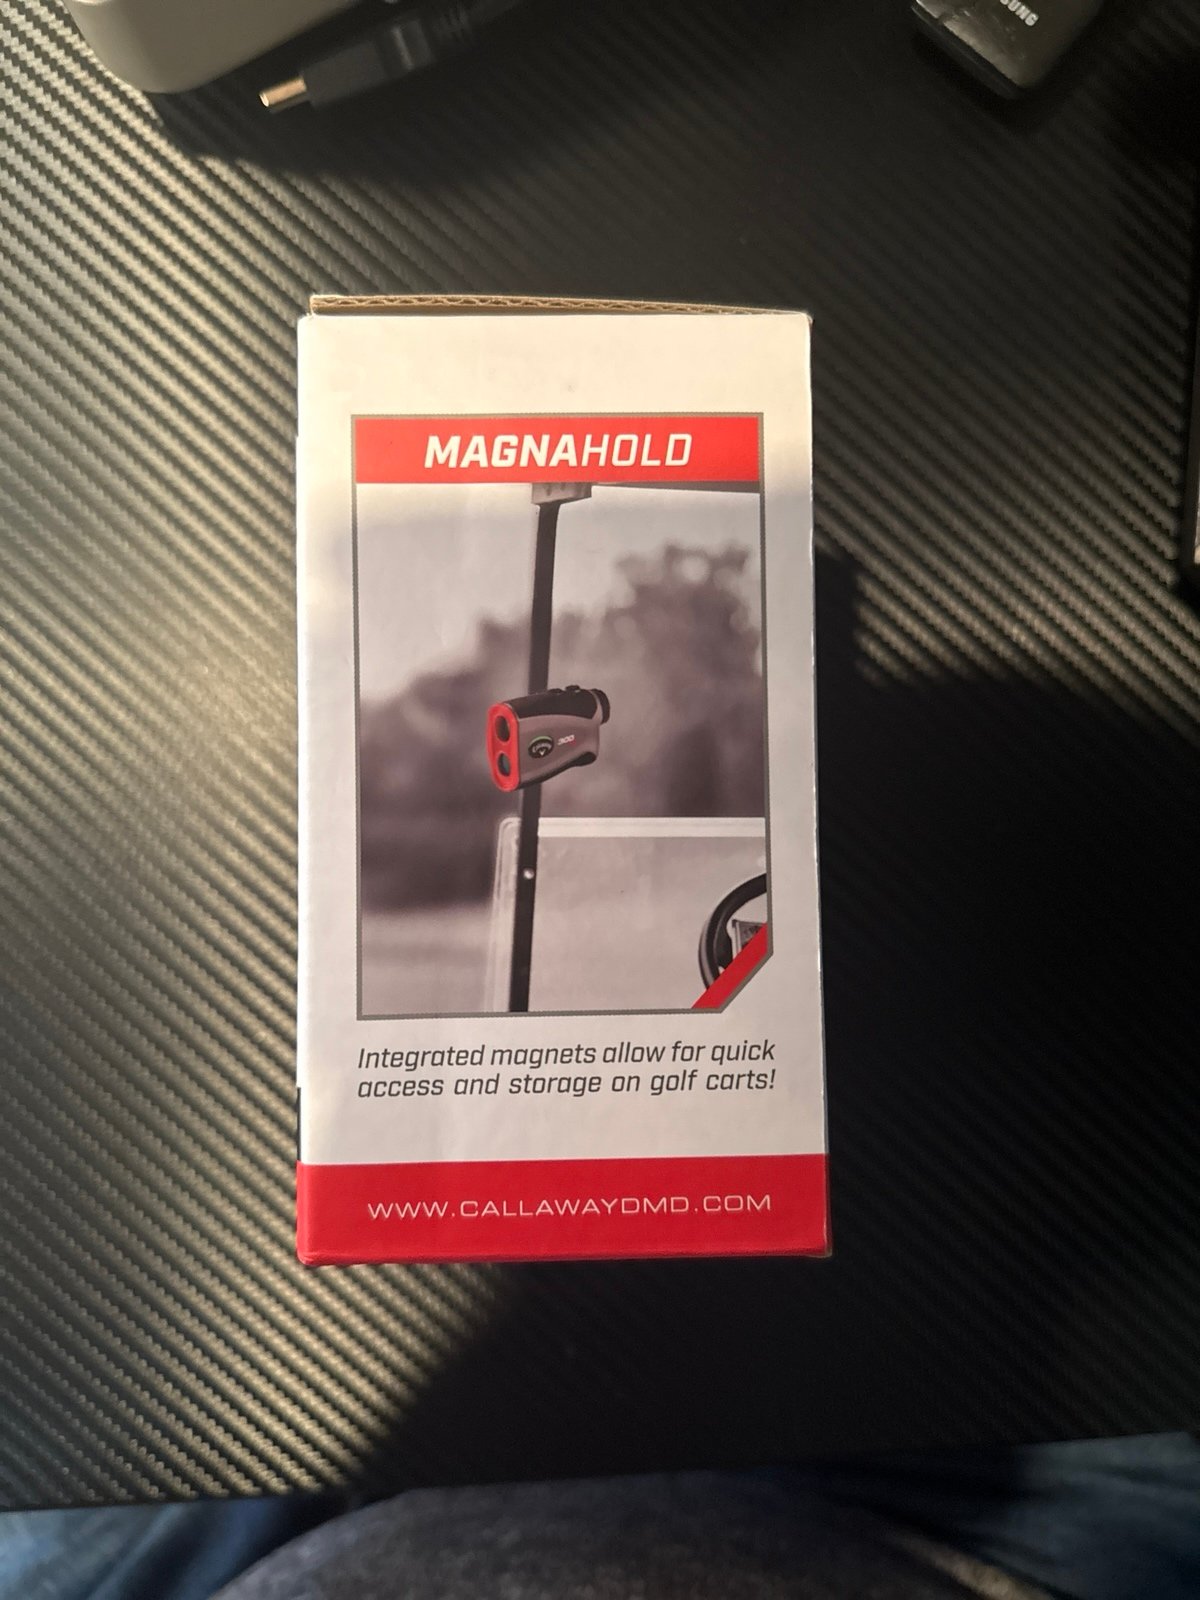 MAGNAHOLD
300
Integrated magnets allow for quick
access and storage on golf carts!
WWW.CALLAWAYDMD.COM